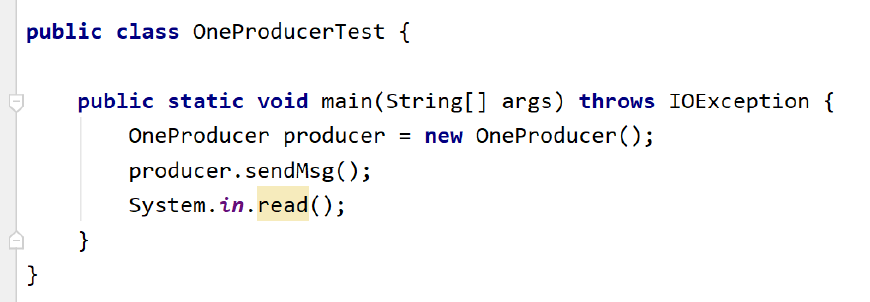 public class OneProducerTest {
public static void main(String[] args) throws IOException {
OneProducer producer = new OneProducer();
producer.sendMsg();
System.in.read();
}
}